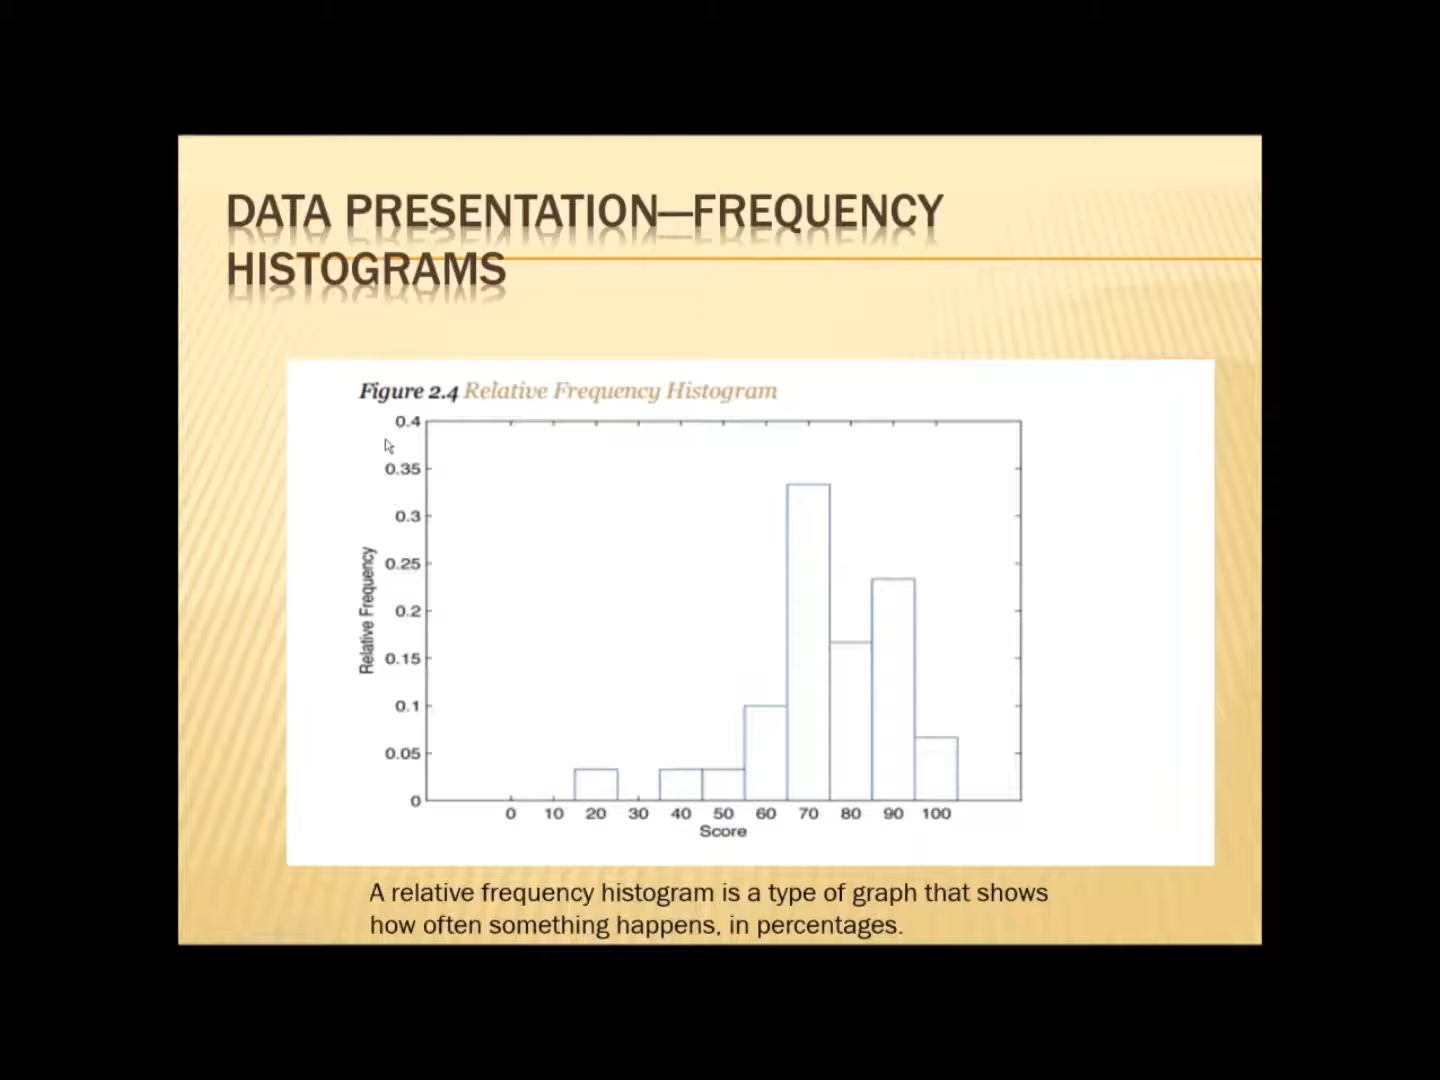 DATA PRESENTATION—FREQUENCY
HISTOGRAMS
Figure 2.4 Relative Frequency Histogram
0.4
0.35
0.3
0.25
0.2
0.15
0.1
0.05
0
Relative Frequency
0 10 20 30 40 50 60 70 80 90 100
Score
A relative frequency histogram is a type of graph that shows
how often something happens, in percentages.